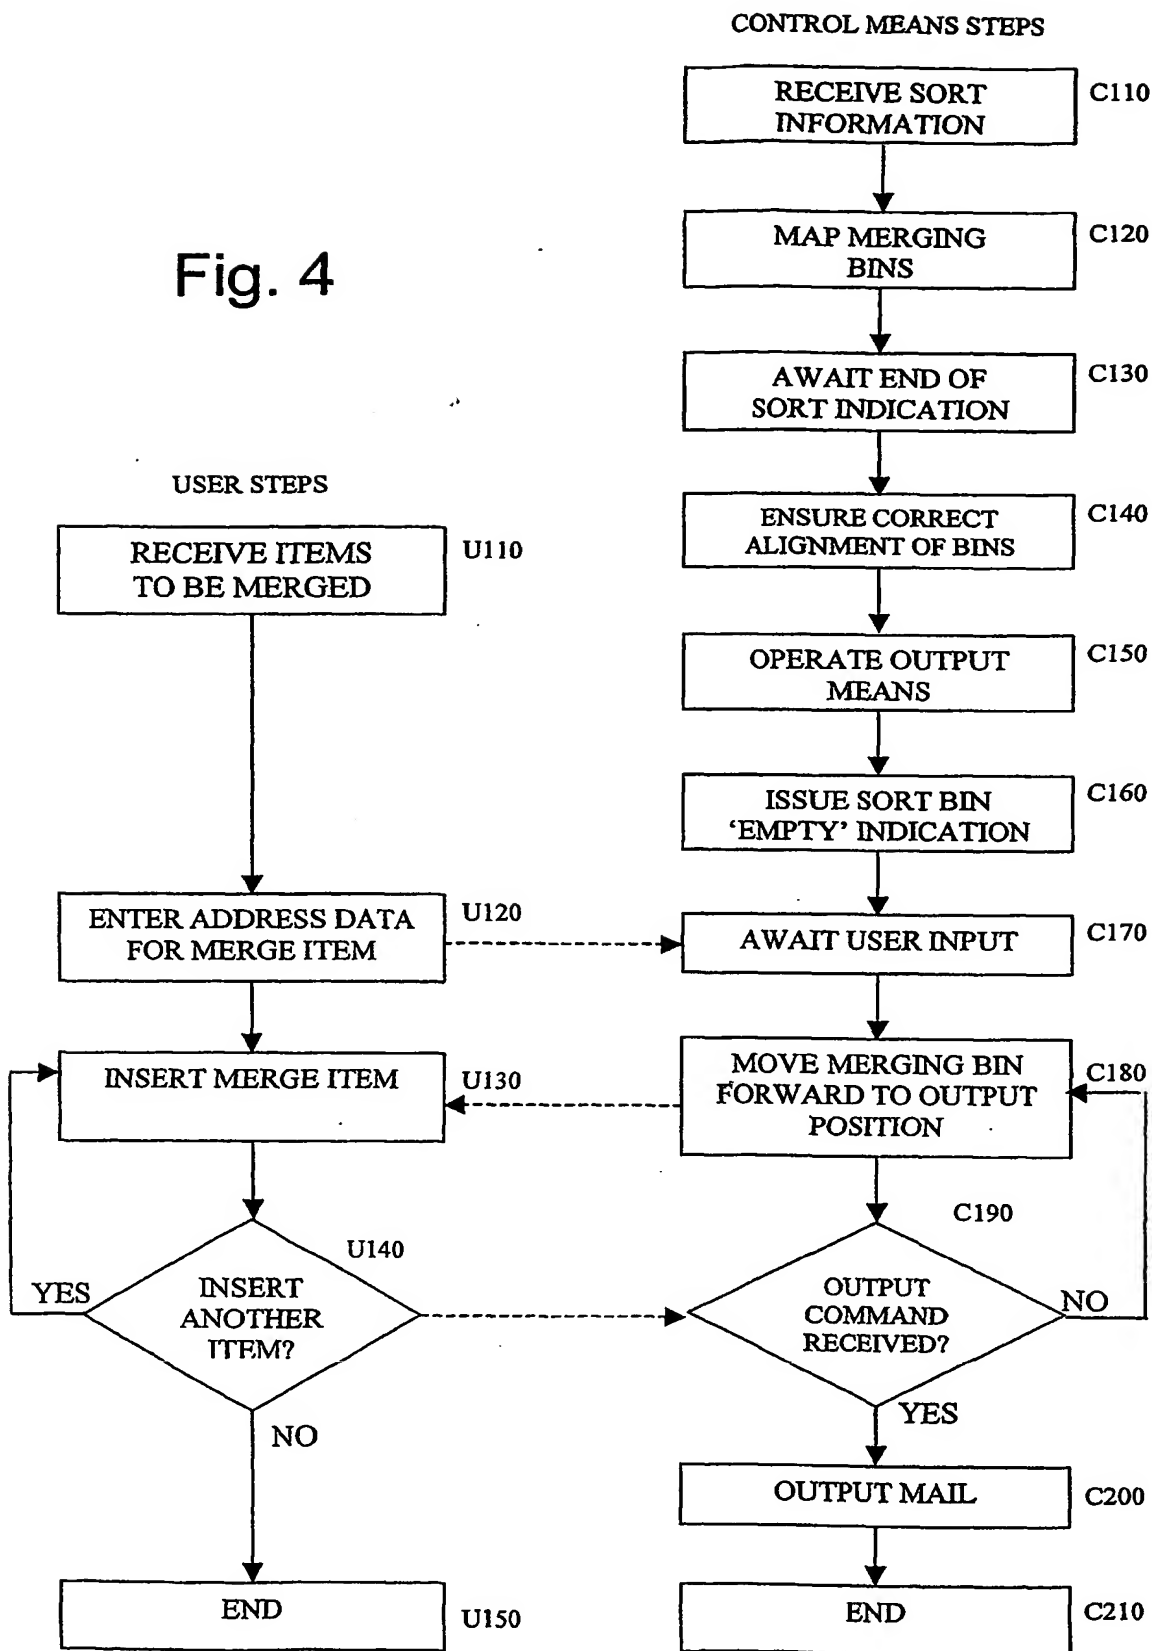 CONTROL MEANS STEPS
RECEIVE SORT
INFORMATION
C110
MAP MERGING
BINS
C120
Fig. 4
AWAIT END OF
SORT INDICATION
C130
USER STEPS
ENSURE CORRECT
ALIGNMENT OF BINS
C140
RECEIVE ITEMS
TO BE MERGED
U110
OPERATE OUTPUT
MEANS
C150
ISSUE SORT BIN
‘EMPTY’ INDICATION
C160
ENTER ADDRESS DATA
FOR MERGE ITEM
U120
AWAIT USER INPUT
C170
INSERT MERGE ITEM
U130
MOVE MERGING BIN
FORWARD TO OUTPUT
POSITION
C180
C190
U140
YES
INSERT
ANOTHER
ITEM?
OUTPUT
COMMAND
RECEIVED?
NO
NO
YES
OUTPUT MAIL
C200
END
U150
END
C210